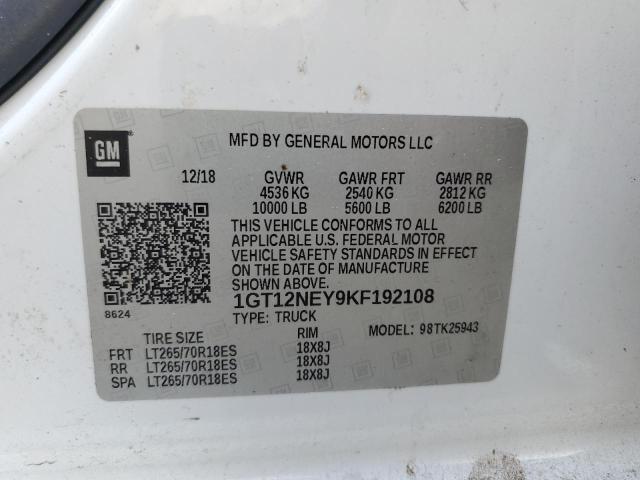 GM
MFD BY GENERAL MOTORS LLC
12/18 GVWR GAWR FRT GAWR RR
4536 KG 2540 KG 2812 KG
10000 LB 5600 LB 6200 LB
THIS VEHICLE CONFORMS TO ALL
APPLICABLE U.S. FEDERAL MOTOR
VEHICLE SAFETY STANDARDS IN EFFECT
ON THE DATE OF MANUFACTURE
SHOWN ABOVE.
1GT12NEY9KF192108
8624
TYPE: TRUCK
TIRE SIZE RIM MODEL: 98TK25943
FRT LT265/70R18ES 18X8J
RR LT265/70R18ES 18X8J
SPA LT265/70R18ES 18X8J